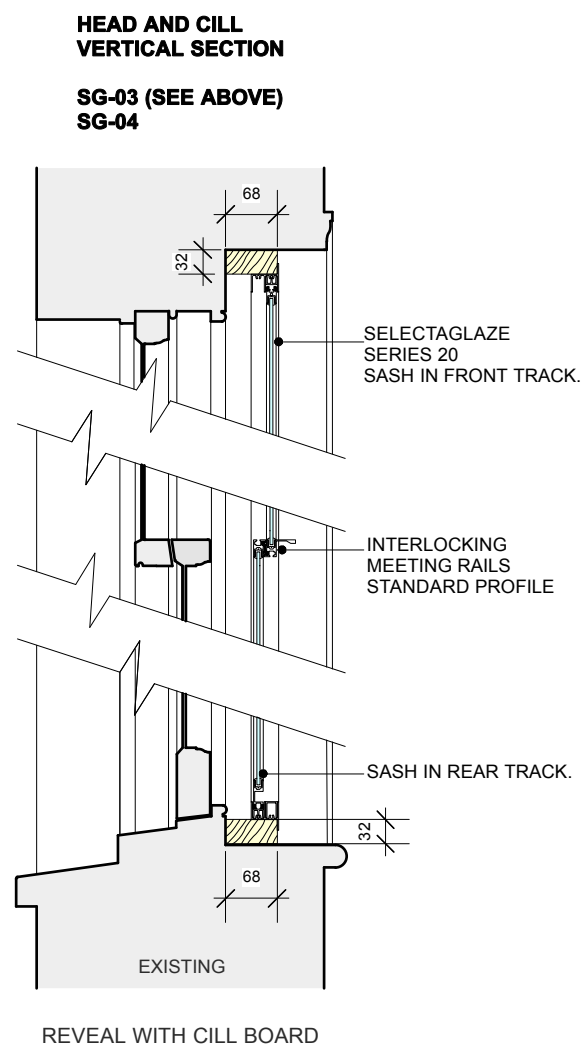 HEAD AND CILL
VERTICAL SECTION
SG-03 (SEE ABOVE)
SG-04
68
32
SELECTAGLAZE
SERIES 20
SASH IN FRONT TRACK.
INTERLOCKING
MEETING RAILS
STANDARD PROFILE
SASH IN REAR TRACK.
32
68
EXISTING
REVEAL WITH CILL BOARD